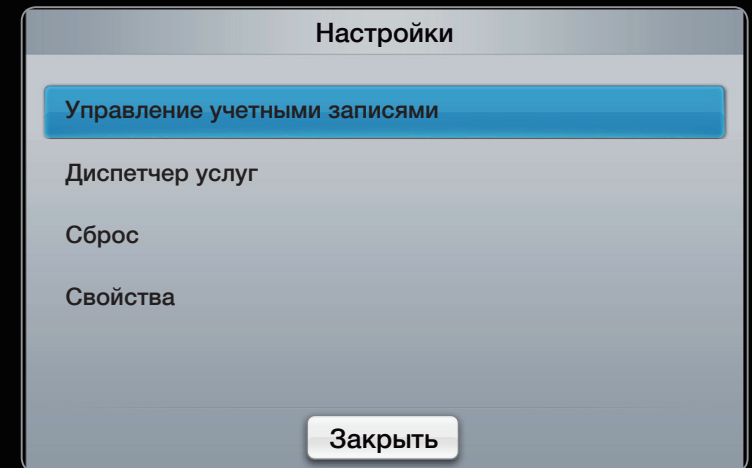 Настройки
Управление учетными записями
Диспетчер услуг
Сброс
Свойства
Закрыть